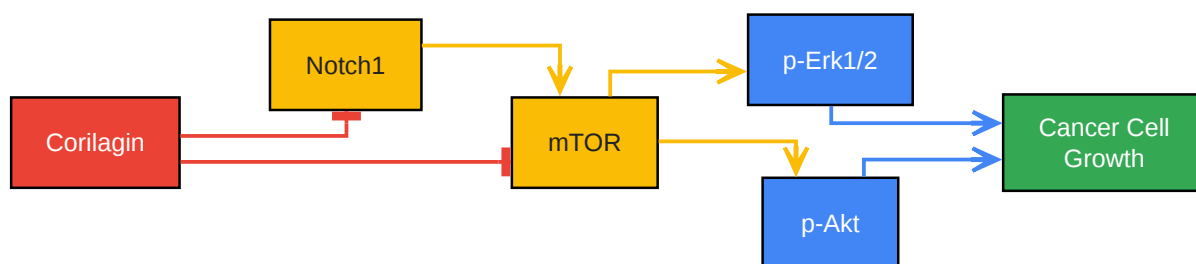 Notch1
p-Erk1/2
Corilagin
mTOR
Cancer Cell
Growth
p-Akt